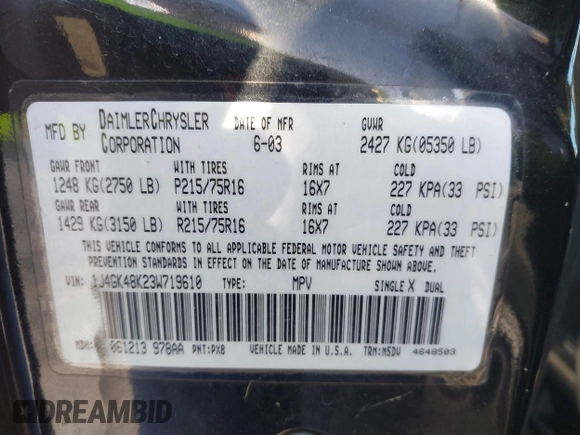 MFD BY DAIMLERCHRYSLER CORPORATION DATE OF MFR 6-03 GVWR 2427 KG(05350 LB)
GAWR FRONT WITH TIRES RIMS AT COLD
1248 KG(2750 LB) P215/75R16 16X7 227 KPA(33 PSI)
GAWR REAR WITH TIRES RIMS AT COLD
1429 KG(3150 LB) R215/75R16 16X7 227 KPA(33 PSI)
THIS VEHICLE CONFORMS TO ALL APPLICABLE FEDERAL MOTOR VEHICLE SAFETY AND THEFT
PREVENTION STANDARDS IN EFFECT ON THE DATE OF MANUFACTURE SHOWN ABOVE.
VIN: 1J4GK48K23W719610 TYPE: MPV SINGLE X DUAL
MDH: 061213 978AA PNT:PX8 VEHICLE MADE IN U.S.A. TRM:M5DV 4648503
DREAMBID